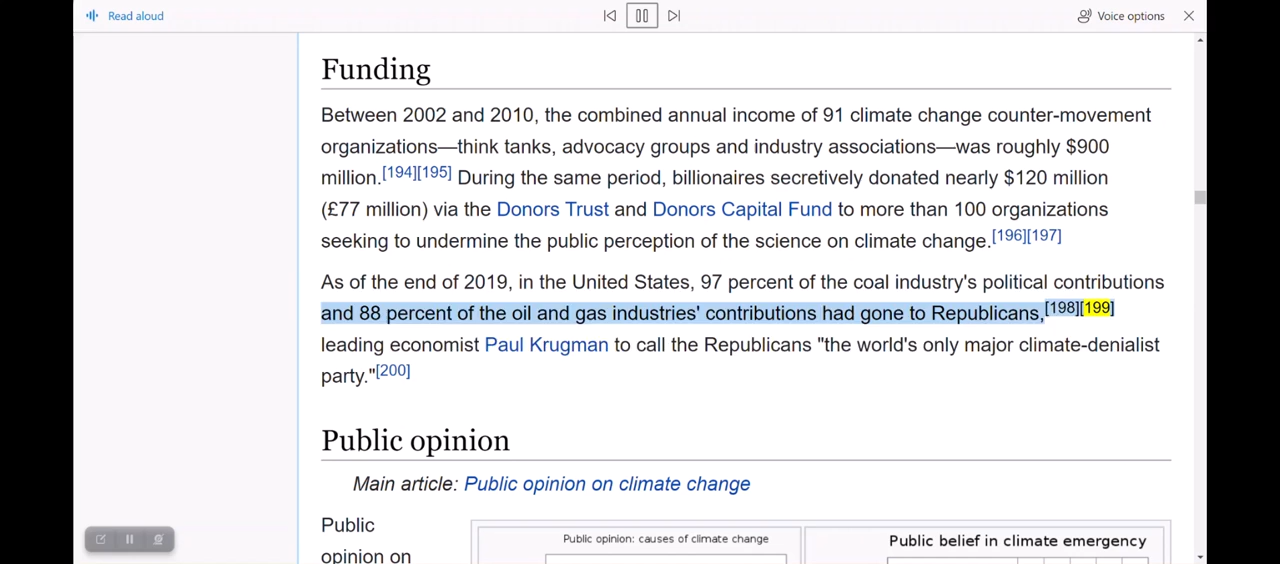 Read aloud
Voice options
Funding
Between 2002 and 2010, the combined annual income of 91 climate change counter-movement
organizations—think tanks, advocacy groups and industry associations—was roughly $900
million.[194][195] During the same period, billionaires secretively donated nearly $120 million
(£77 million) via the Donors Trust and Donors Capital Fund to more than 100 organizations
seeking to undermine the public perception of the science on climate change.[196][197]
As of the end of 2019, in the United States, 97 percent of the coal industry's political contributions
and 88 percent of the oil and gas industries' contributions had gone to Republicans,[198][199]
leading economist Paul Krugman to call the Republicans "the world's only major climate-denialist
party."[200]
Public opinion
Main article: Public opinion on climate change
Public
opinion on
Public opinion: causes of climate change
Public belief in climate emergency